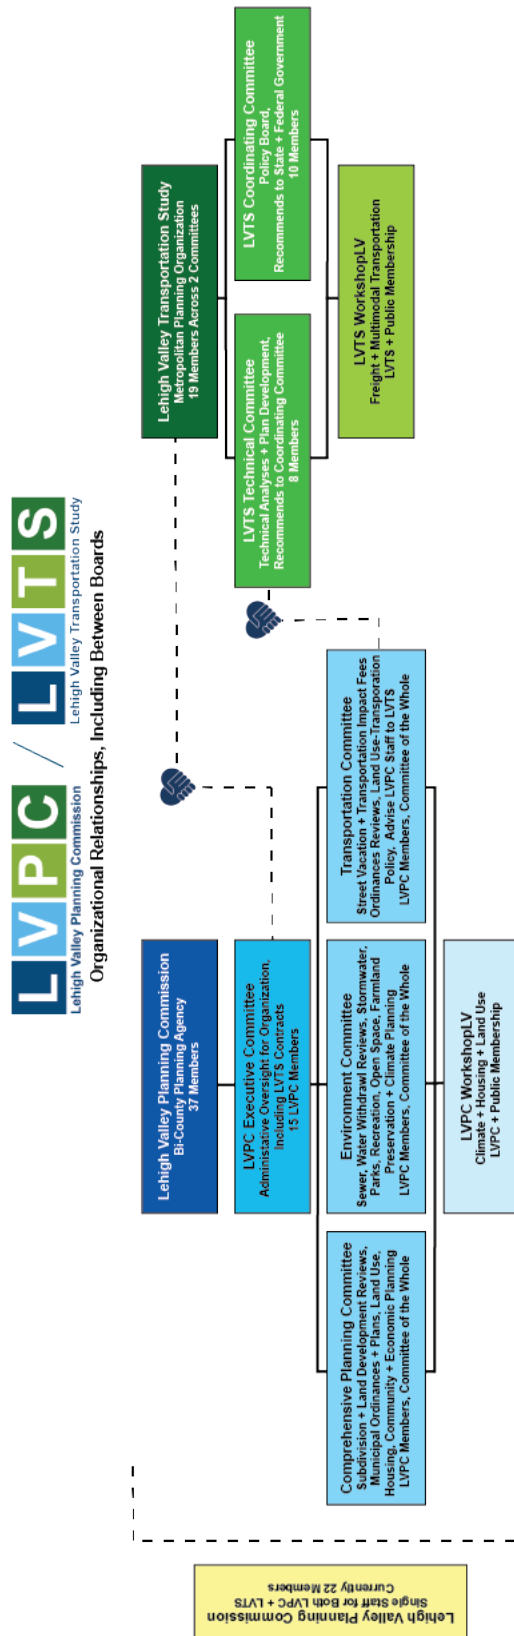 LVPC / LVTS
Lehigh Valley Planning Commission
Lehigh Valley Transportation Study
Organizational Relationships, Including Between Boards
Lehigh Valley Planning Commission
Bi-County Planning Agency
37 Members
LVPC Executive Committee
Administative Oversight for Organization,
Including LVTS Contracts
15 LVPC Members
Comprehensive Planning Committee
Subdivision + Land Development Reviews,
Municipal Ordinances + Plans, Land Use,
Housing, Community + Economic Planning
LVPC Members, Committee of the Whole
Environment Committee
Sewer, Water Withdrawl Reviews, Stormwater,
Parks, Recreation, Open Space, Farmland
Preservation + Climate Planning
LVPC Members, Committee of the Whole
Transportation Committee
Street Vacation + Transportation Impact Fees
Ordinances Reviews, Land Use-Transportation
Policy, Advise LVPC Staff to LVTS
LVPC Members, Committee of the Whole
LVPC WorkshopLV
Climate + Housing + Land Use
LVPC + Public Membership
Lehigh Valley Transportation Study
Metropolitan Planning Organization
19 Members Across 2 Committees
LVTS Technical Committee
Technical Analyses + Plan Development,
Recommends to Coordinating Committee
8 Members
LVTS Coordinating Committee
Policy Board,
Recommends to State + Federal Government
10 Members
LVTS WorkshopLV
Freight + Multimodal Transportation
LVTS + Public Membership
Lehigh Valley Planning Commission
Single Staff for Both LVPC + LVTS
Currently 22 Members